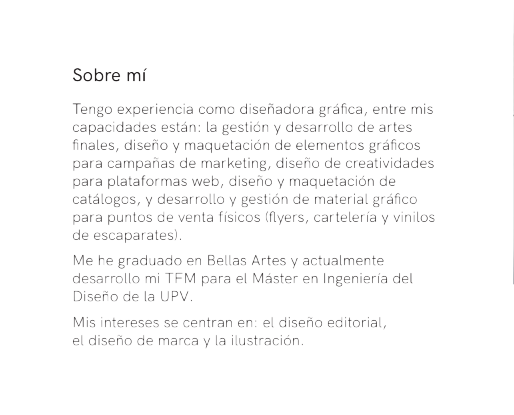 Sobre mí
Tengo experiencia como diseñadora gráfica, entre mis
capacidades están: la gestión y desarrollo de artes
finales, diseño y maquetación de elementos gráficos
para campañas de marketing, diseño de creatividades
para plataformas web, diseño y maquetación de
catálogos, y desarrollo y gestión de material gráfico
para puntos de venta físicos (flyers, cartelería y vinilos
de escaparates).
Me he graduado en Bellas Artes y actualmente
desarrollo mi TFM para el Máster en Ingeniería del
Diseño de la UPV.
Mis intereses se centran en: el diseño editorial,
el diseño de marca y la ilustración.